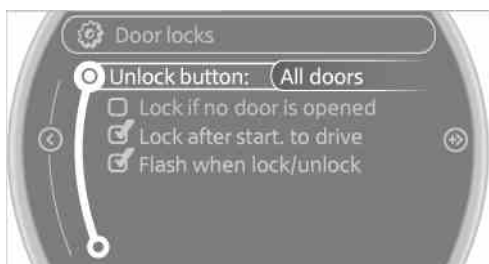 Door locks
Unlock button: All doors
Lock if no door is opened
Lock after start. to drive
Flash when lock/unlock